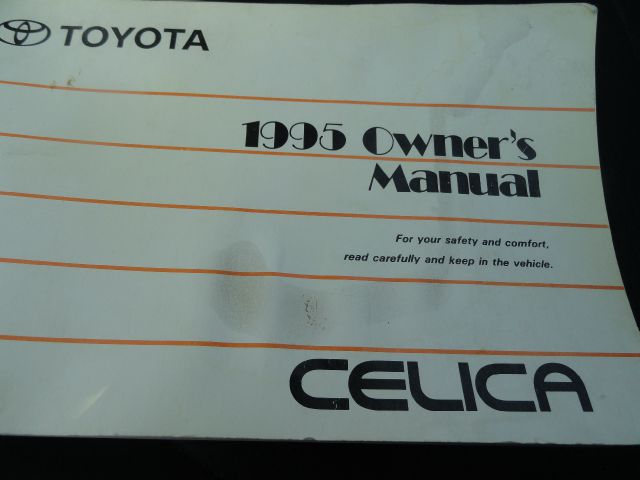 TOYOTA
1995 Owner's
Manual
For your safety and comfort,
read carefully and keep in the vehicle.
CELICA